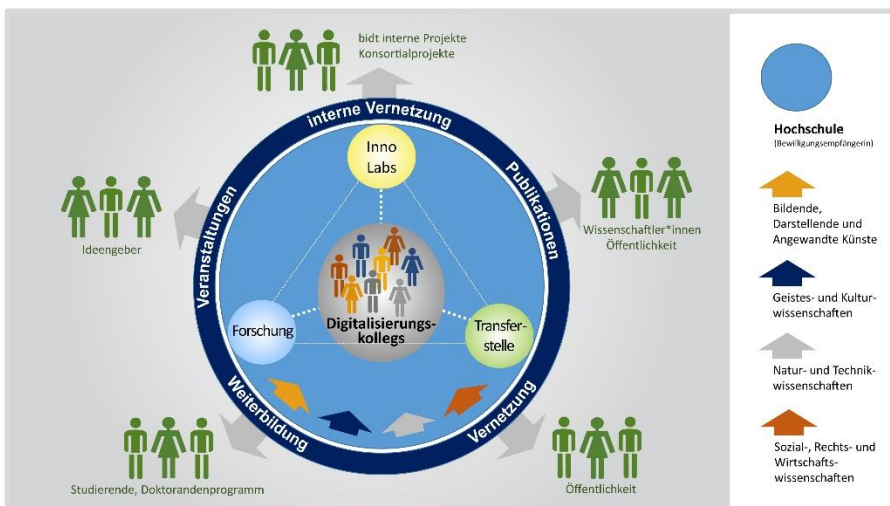 bidt interne Projekte
Konsortialprojekte
interne Vernetzung
Inno
Labs
Publikationen
Veranstaltungen
Ideengeber
Wissenschaftler*innen
Öffentlichkeit
Digitalisierungs-
kollegs
Forschung
Transfer-
stelle
Weiterbildung
Vernetzung
Studierende, Doktorandenprogramm
Öffentlichkeit
Hochschule
(Bewilligungsempfängerin)
Bildende,
Darstellende und
Angewandte Künste
Geistes- und Kultur-
wissenschaften
Natur- und Technik-
wissenschaften
Sozial-, Rechts- und
Wirtschafts-
wissenschaften